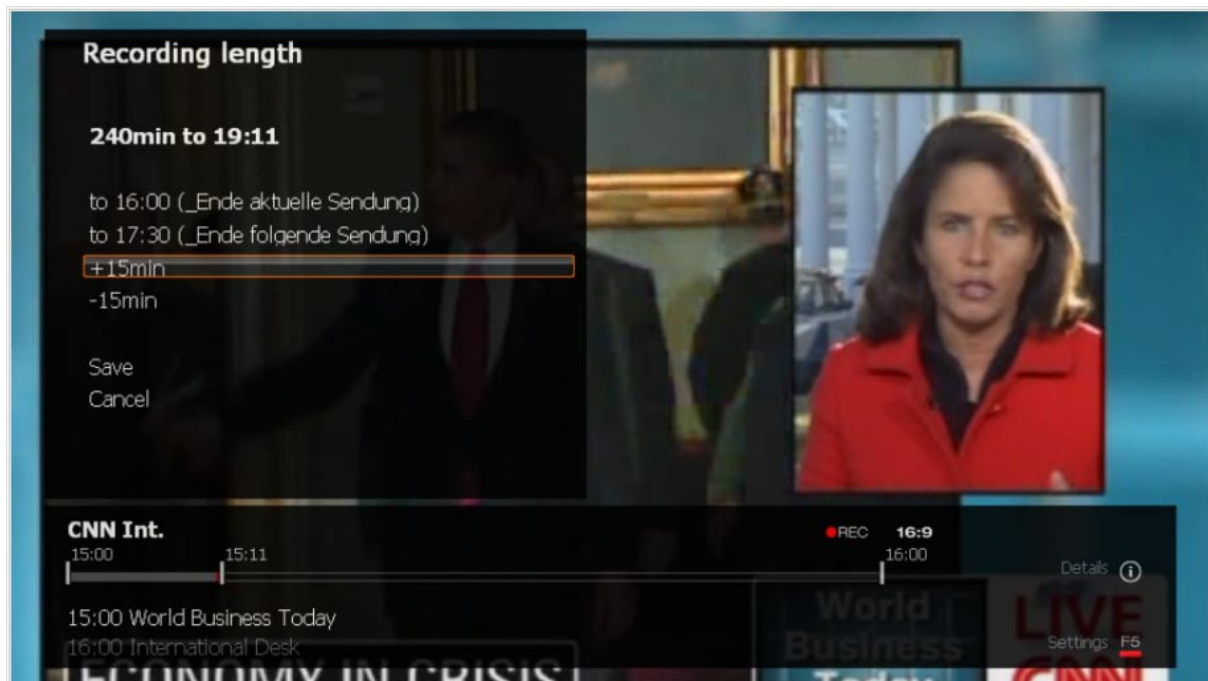 Recording length
240min to 19:11
to 16:00 (_Ende aktuelle Sendung)
to 17:30 (_Ende folgende Sendung)
+15min
-15min
Save
Cancel
CNN Int.
REC 16:9
15:00 15:11 16:00
Details i
15:00 World Business Today
16:00 International Desk
Settings F5
World
Business
Today
LIVE
CNN
ECONOMY IN CRISIS